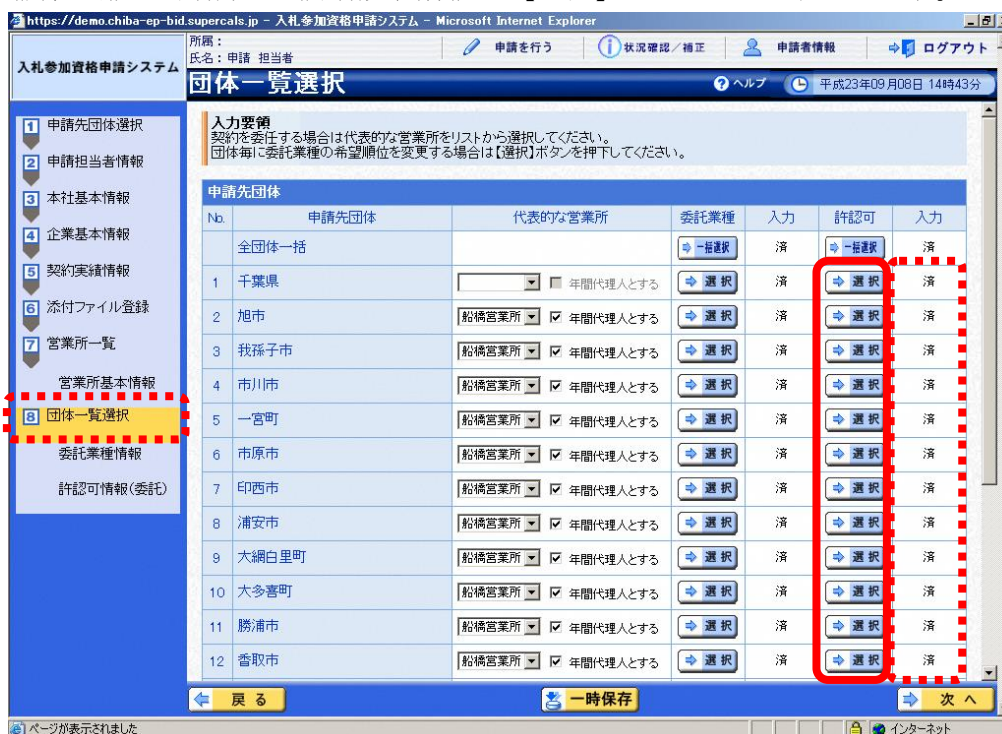 https://demo.chiba-ep-bid.supercals.jp - 入札参加資格申請システム - Microsoft Internet Explorer
入札参加資格申請システム
所属：
氏名：申請 担当者
申請を行う
状況確認／補正
申請者情報
ログアウト
団体一覧選択
ヘルプ
平成23年09月08日 14時43分
1 申請先団体選択
2 申請担当者情報
3 本社基本情報
4 企業基本情報
5 契約実績情報
6 添付ファイル登録
7 営業所一覧
営業所基本情報
8 団体一覧選択
委託業種情報
許認可情報(委託)
入力要領
契約を委任する場合は代表的な営業所をリストから選択してください。
団体毎に委託業種の希望順位を変更する場合は【選択】ボタンを押下してください。
申請先団体
No. 申請先団体 代表的な営業所 委託業種 入力 許認可 入力
全団体一括 一括選択 済 一括選択 済
1 千葉県 年間代理人とする 選択 済 選択 済
2 旭市 船橋営業所 年間代理人とする 選択 済 選択 済
3 我孫子市 船橋営業所 年間代理人とする 選択 済 選択 済
4 市川市 船橋営業所 年間代理人とする 選択 済 選択 済
5 一宮町 船橋営業所 年間代理人とする 選択 済 選択 済
6 市原市 船橋営業所 年間代理人とする 選択 済 選択 済
7 印西市 船橋営業所 年間代理人とする 選択 済 選択 済
8 浦安市 船橋営業所 年間代理人とする 選択 済 選択 済
9 大網白里町 船橋営業所 年間代理人とする 選択 済 選択 済
10 大多喜町 船橋営業所 年間代理人とする 選択 済 選択 済
11 勝浦市 船橋営業所 年間代理人とする 選択 済 選択 済
12 香取市 船橋営業所 年間代理人とする 選択 済 選択 済
戻る
一時保存
次へ
ページが表示されました
インターネット